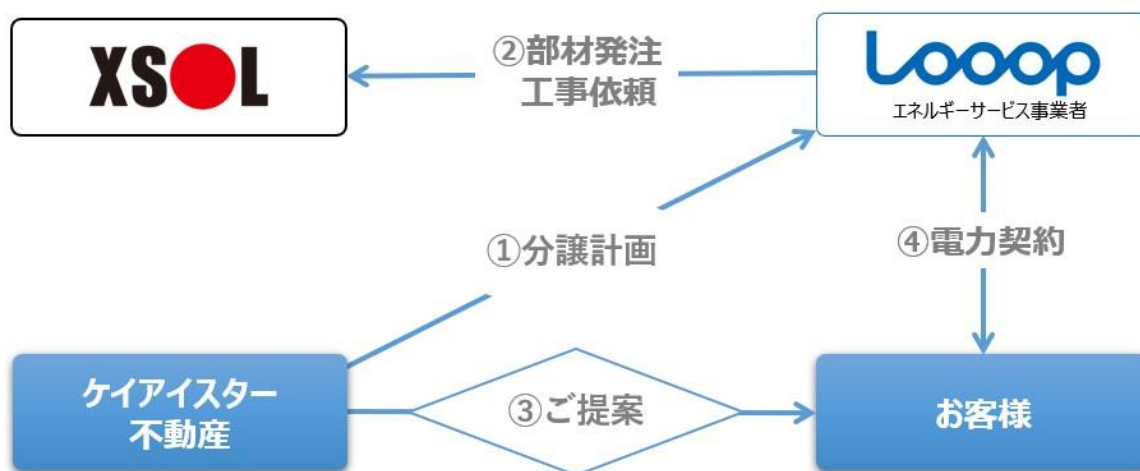 XSOL
②部材発注
工事依頼
Looop
エネルギーサービス事業者
①分譲計画
④電力契約
ケイアイスター
不動産
③ご提案
お客様